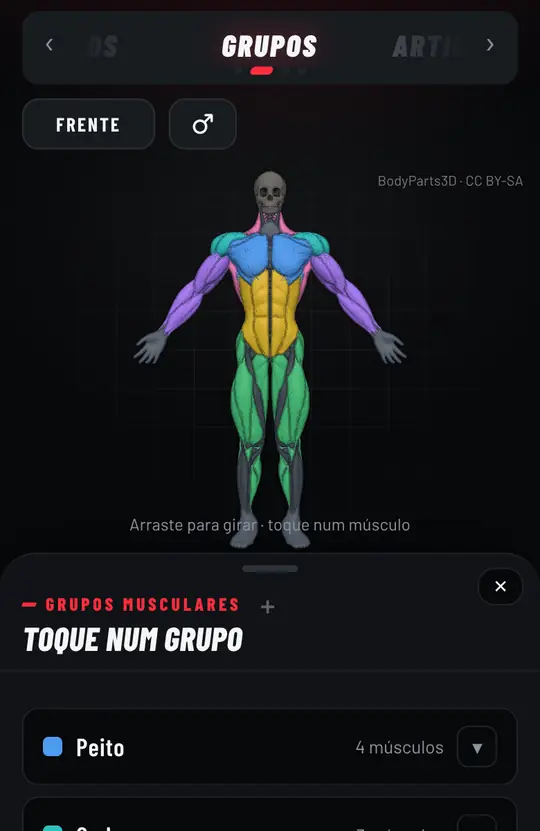 GRUPOS
FRENTE
BodyParts3D · CC BY-SA
Arraste para girar · toque num músculo
GRUPOS MUSCULARES +
TOQUE NUM GRUPO
Peito
4 músculos